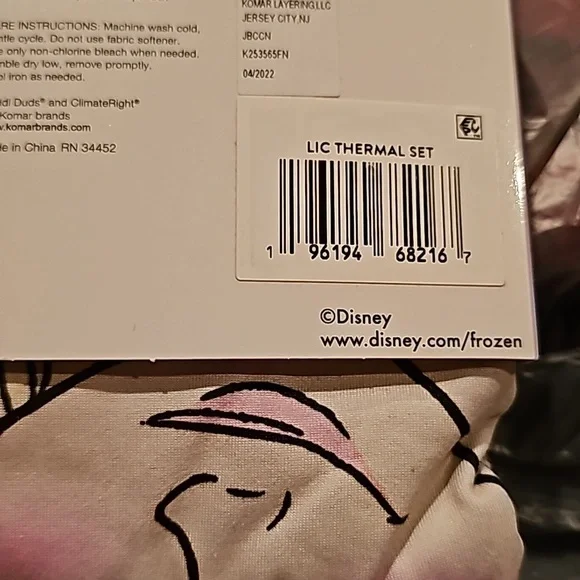 RE INSTRUCTIONS: Machine wash cold,
tle cycle. Do not use fabric softener.
e only non-chlorine bleach when needed.
mble dry low, remove promptly.
l iron as needed.
ddl Duds® and ClimateRight®
Komar brands
.komarbrands.com
e in China RN 34452
KOMAR LAYERING,LLC
JERSEY CITY,NJ
JBCCN
K253565FN
04/2022
LIC THERMAL SET
1 96194 68216 7
©Disney
www.disney.com/frozen